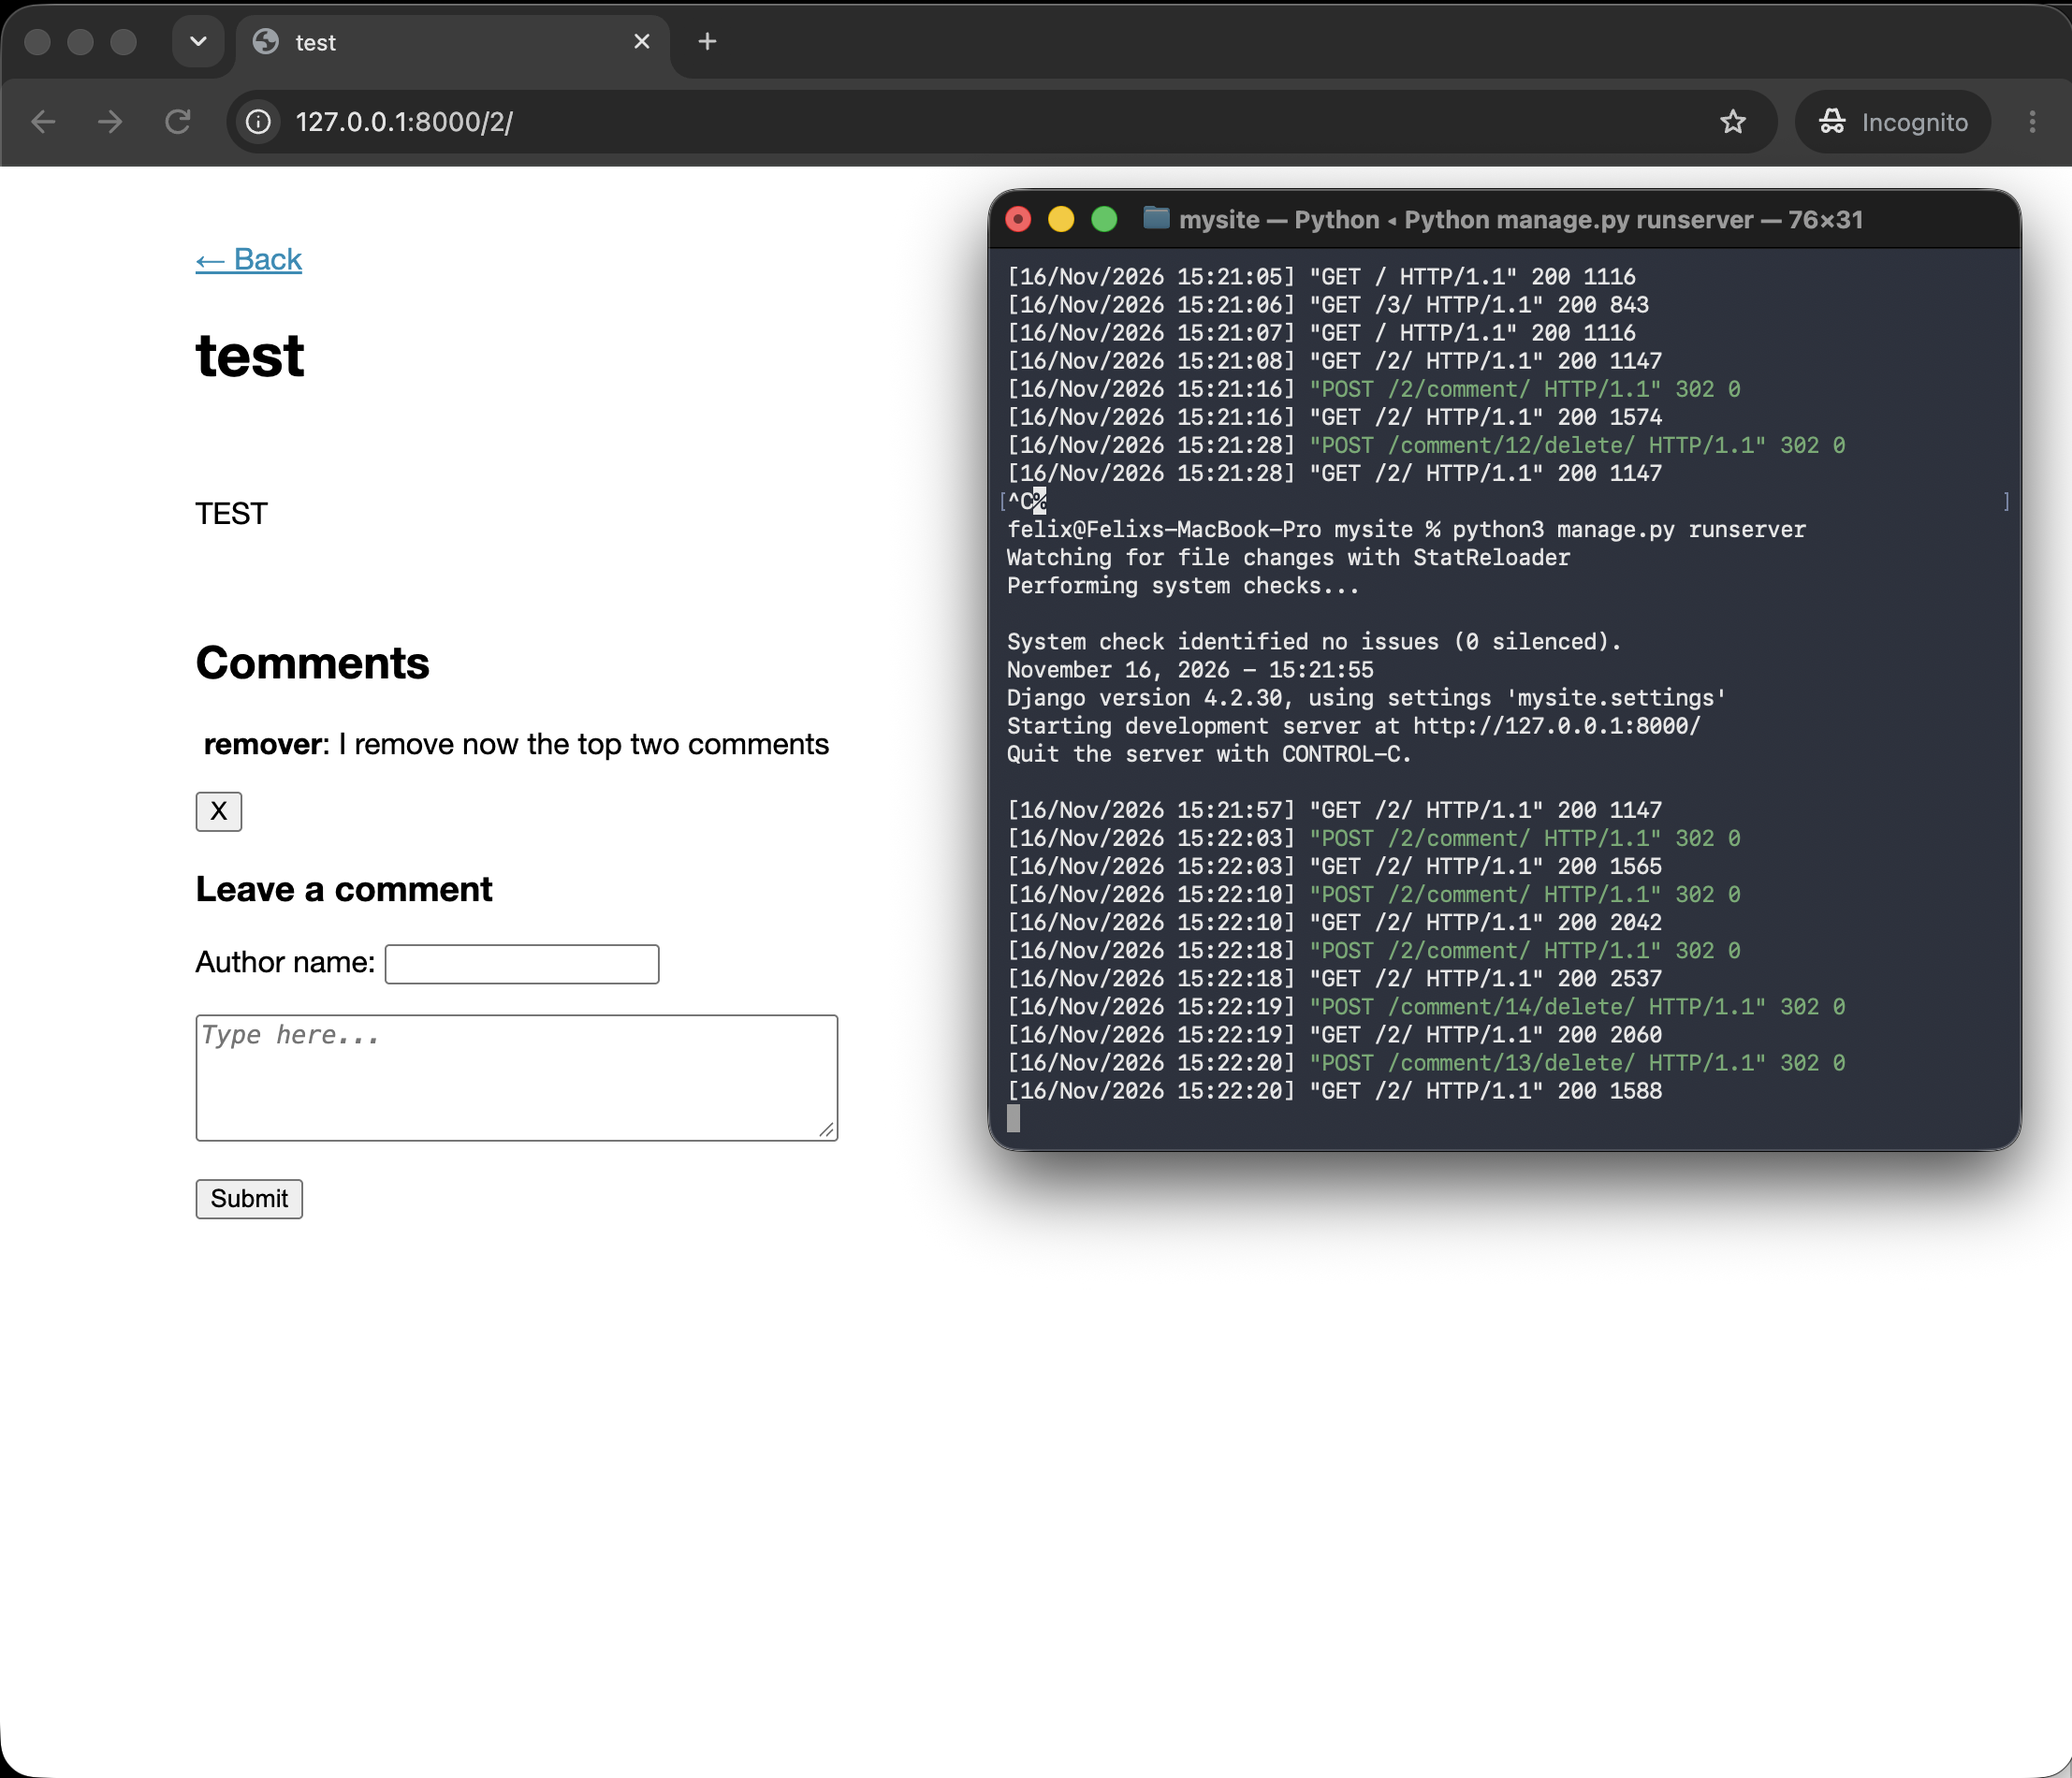 test
127.0.0.1:8000/2/
Incognito
← Back
test
TEST
Comments
remover: I remove now the top two comments
X
Leave a comment
Author name:
Type here...
Submit
mysite — Python ◂ Python manage.py runserver — 76×31
[16/Nov/2026 15:21:05] "GET / HTTP/1.1" 200 1116
[16/Nov/2026 15:21:06] "GET /3/ HTTP/1.1" 200 843
[16/Nov/2026 15:21:07] "GET / HTTP/1.1" 200 1116
[16/Nov/2026 15:21:08] "GET /2/ HTTP/1.1" 200 1147
[16/Nov/2026 15:21:16] "POST /2/comment/ HTTP/1.1" 302 0
[16/Nov/2026 15:21:16] "GET /2/ HTTP/1.1" 200 1574
[16/Nov/2026 15:21:28] "POST /comment/12/delete/ HTTP/1.1" 302 0
[16/Nov/2026 15:21:28] "GET /2/ HTTP/1.1" 200 1147
[^C% ]
felix@Felixs-MacBook-Pro mysite % python3 manage.py runserver
Watching for file changes with StatReloader
Performing system checks...
System check identified no issues (0 silenced).
November 16, 2026 - 15:21:55
Django version 4.2.30, using settings 'mysite.settings'
Starting development server at http://127.0.0.1:8000/
Quit the server with CONTROL-C.
[16/Nov/2026 15:21:57] "GET /2/ HTTP/1.1" 200 1147
[16/Nov/2026 15:22:03] "POST /2/comment/ HTTP/1.1" 302 0
[16/Nov/2026 15:22:03] "GET /2/ HTTP/1.1" 200 1565
[16/Nov/2026 15:22:10] "POST /2/comment/ HTTP/1.1" 302 0
[16/Nov/2026 15:22:10] "GET /2/ HTTP/1.1" 200 2042
[16/Nov/2026 15:22:18] "POST /2/comment/ HTTP/1.1" 302 0
[16/Nov/2026 15:22:18] "GET /2/ HTTP/1.1" 200 2537
[16/Nov/2026 15:22:19] "POST /comment/14/delete/ HTTP/1.1" 302 0
[16/Nov/2026 15:22:19] "GET /2/ HTTP/1.1" 200 2060
[16/Nov/2026 15:22:20] "POST /comment/13/delete/ HTTP/1.1" 302 0
[16/Nov/2026 15:22:20] "GET /2/ HTTP/1.1" 200 1588